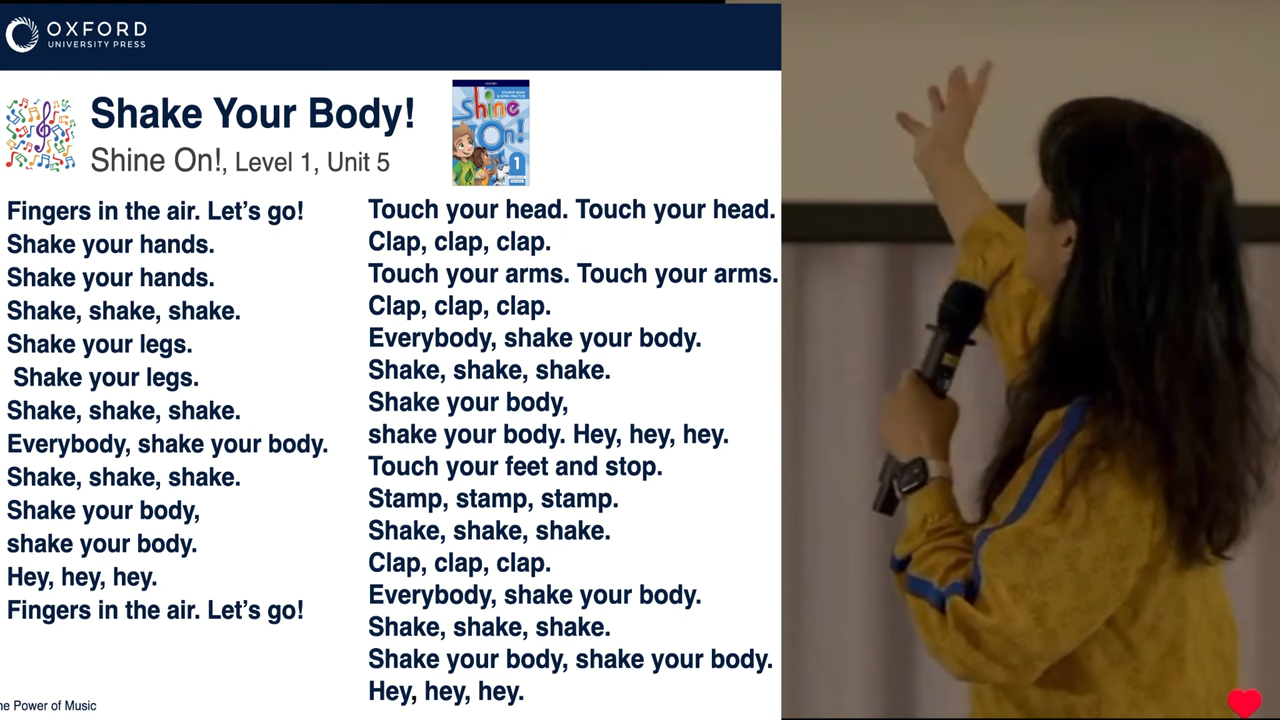 OXFORD
UNIVERSITY PRESS
Shake Your Body!
Shine On!, Level 1, Unit 5
Shine
On!
1
Fingers in the air. Let’s go!
Shake your hands.
Shake your hands.
Shake, shake, shake.
Shake your legs.
Shake your legs.
Shake, shake, shake.
Everybody, shake your body.
Shake, shake, shake.
Shake your body,
shake your body.
Hey, hey, hey.
Fingers in the air. Let’s go!
Touch your head. Touch your head.
Clap, clap, clap.
Touch your arms. Touch your arms.
Clap, clap, clap.
Everybody, shake your body.
Shake, shake, shake.
Shake your body,
shake your body. Hey, hey, hey.
Touch your feet and stop.
Stamp, stamp, stamp.
Shake, shake, shake.
Clap, clap, clap.
Everybody, shake your body.
Shake, shake, shake.
Shake your body, shake your body.
Hey, hey, hey.
he Power of Music